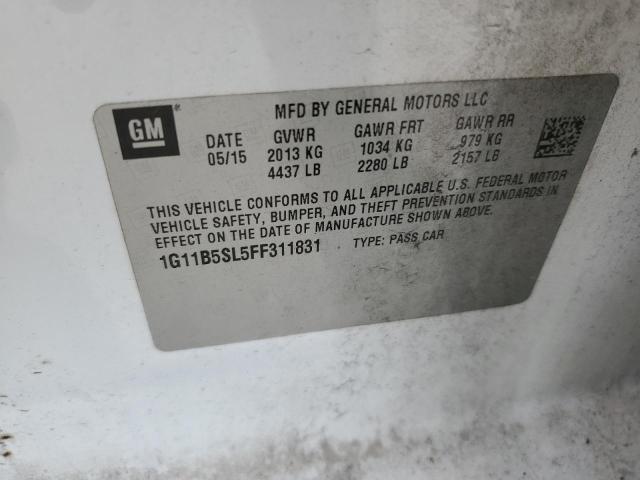 GM
MFD BY GENERAL MOTORS LLC
DATE GVWR GAWR FRT GAWR RR
05/15 2013 KG 1034 KG 979 KG
4437 LB 2280 LB 2157 LB
THIS VEHICLE CONFORMS TO ALL APPLICABLE U.S. FEDERAL MOTOR
VEHICLE SAFETY, BUMPER, AND THEFT PREVENTION STANDARDS IN
EFFECT ON THE DATE OF MANUFACTURE SHOWN ABOVE.
1G11B5SL5FF311831 TYPE: PASS CAR